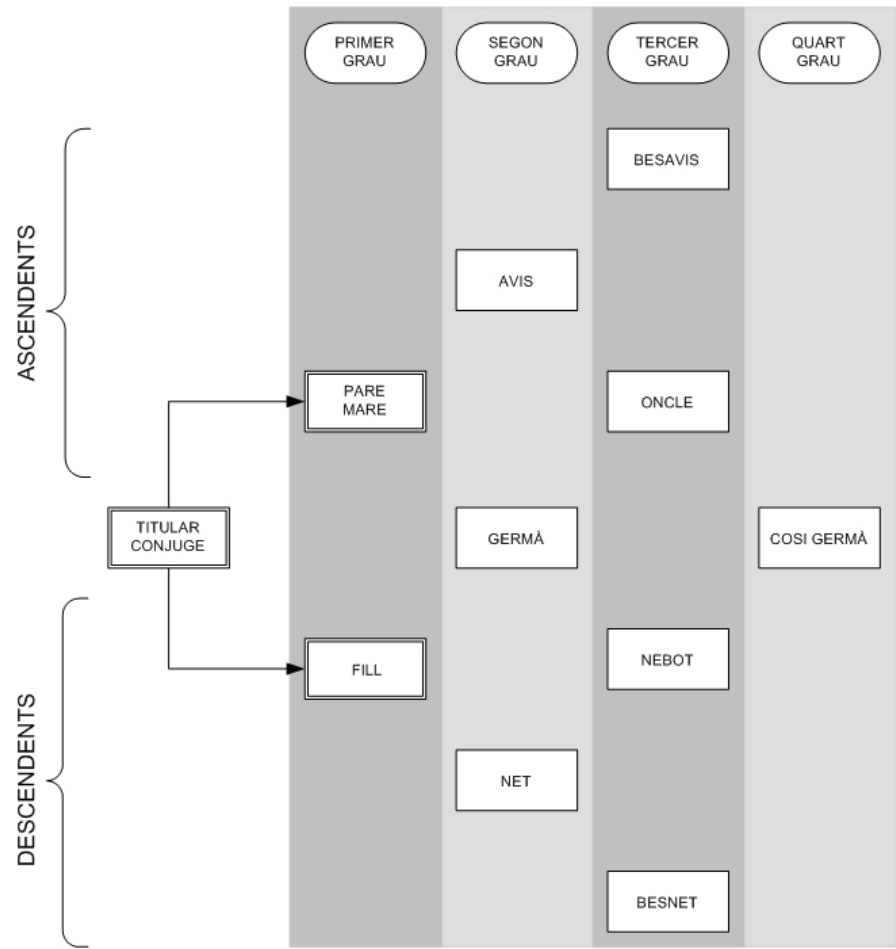 PRIMER
GRAU
SEGON
GRAU
TERCER
GRAU
QUART
GRAU
ASCENDENTS
BESAVIS
AVIS
PARE
MARE
ONCLE
TITULAR
CONJUGE
GERMÀ
COSI GERMÀ
DESCENDENTS
FILL
NEBOT
NET
BESNET